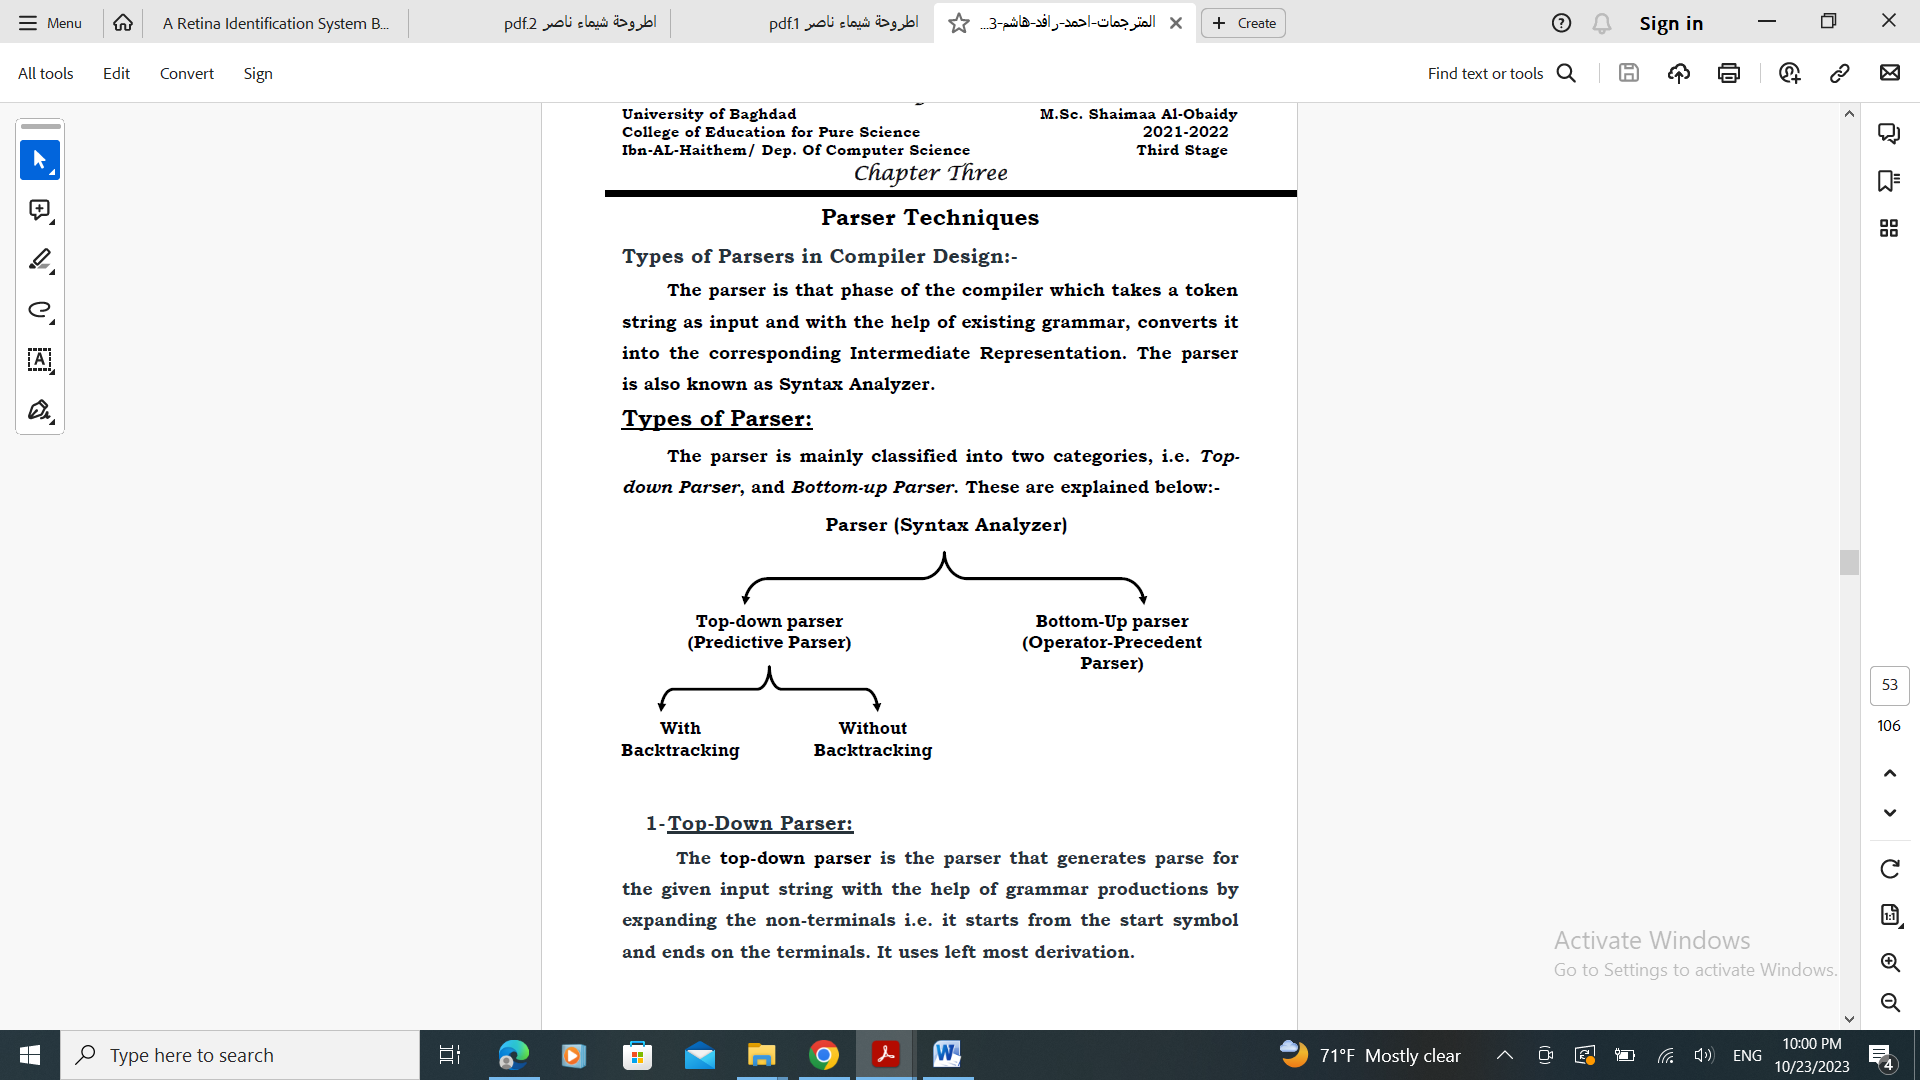 Menu
A Retina Identification System B...
اطروحة شيماء ناصر 2.pdf
اطروحة شيماء ناصر 1.pdf
المترجمات-احمد-رافد-هاشم-3...
Create
Sign in
All tools
Edit
Convert
Sign
Find text or tools
University of Baghdad M.Sc. Shaimaa Al-Obaidy
College of Education for Pure Science 2021-2022
Ibn-AL-Haithem/ Dep. Of Computer Science Third Stage
Chapter Three
Parser Techniques
Types of Parsers in Compiler Design:-
The parser is that phase of the compiler which takes a token
string as input and with the help of existing grammar, converts it
into the corresponding Intermediate Representation. The parser
is also known as Syntax Analyzer.
Types of Parser:
The parser is mainly classified into two categories, i.e. Top-
down Parser, and Bottom-up Parser. These are explained below:-
Parser (Syntax Analyzer)
Top-down parser
(Predictive Parser)
Bottom-Up parser
(Operator-Precedent
Parser)
With
Backtracking
Without
Backtracking
1-Top-Down Parser:
The top-down parser is the parser that generates parse for
the given input string with the help of grammar productions by
expanding the non-terminals i.e. it starts from the start symbol
and ends on the terminals. It uses left most derivation.
53
106
1:1
Activate Windows
Go to Settings to activate Windows.
Type here to search
71°F Mostly clear
ENG
10:00 PM
10/23/2023
4